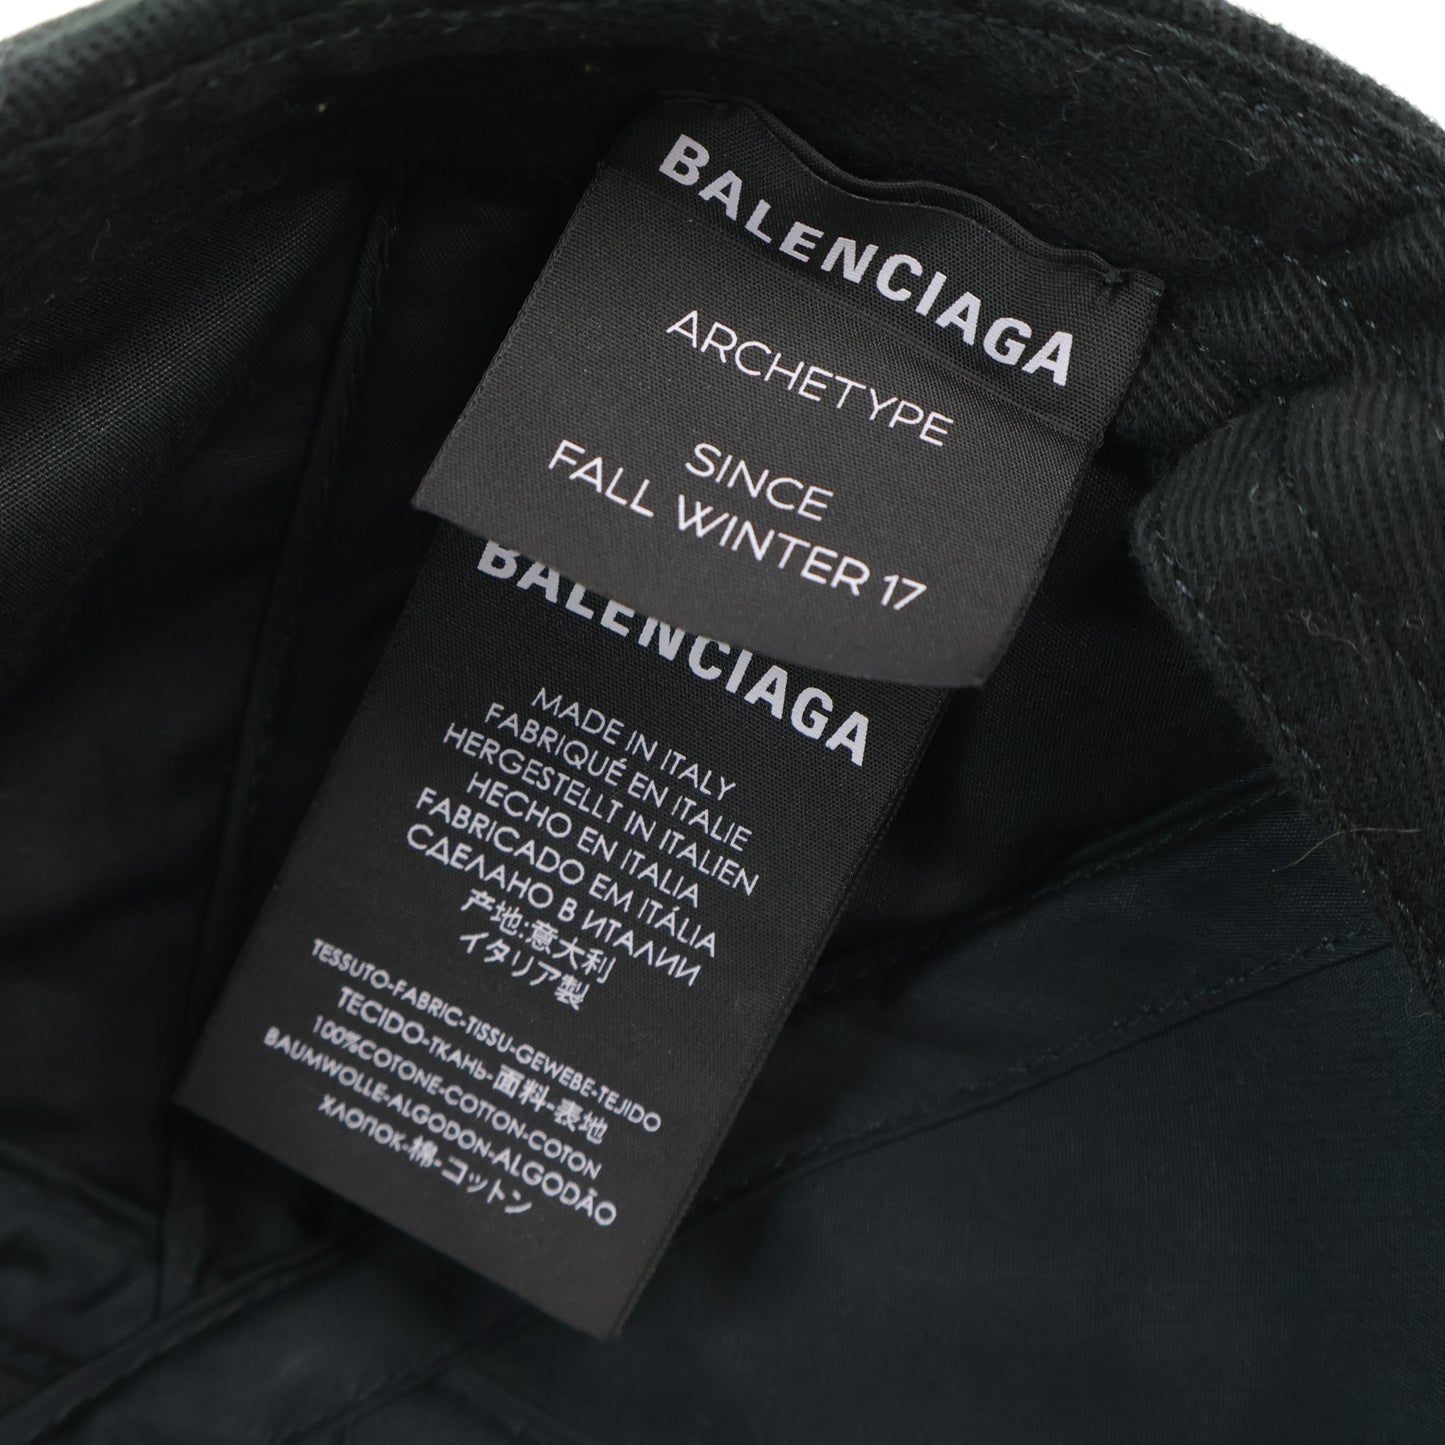 BALENCIAGA
ARCHETYPE
SINCE
FALL WINTER 17
BALENCIAGA
MADE IN ITALY
FABRIQUÉ EN ITALIE
HERGESTELLT IN ITALIEN
HECHO EN ITALIA
FABRICADO EM ITÁLIA
СДЕЛАНО В ИТАЛИИ
产地:意大利
イタリア製
TESSUTO-FABRIC-TISSU-GEWEBE-TEJIDO
TECIDO-ТКАНЬ-面料-表地
100%COTONE-COTTON-COTON
BAUMWOLLE-ALGODON-ALGODÃO
ХЛОПОК-棉-コットン